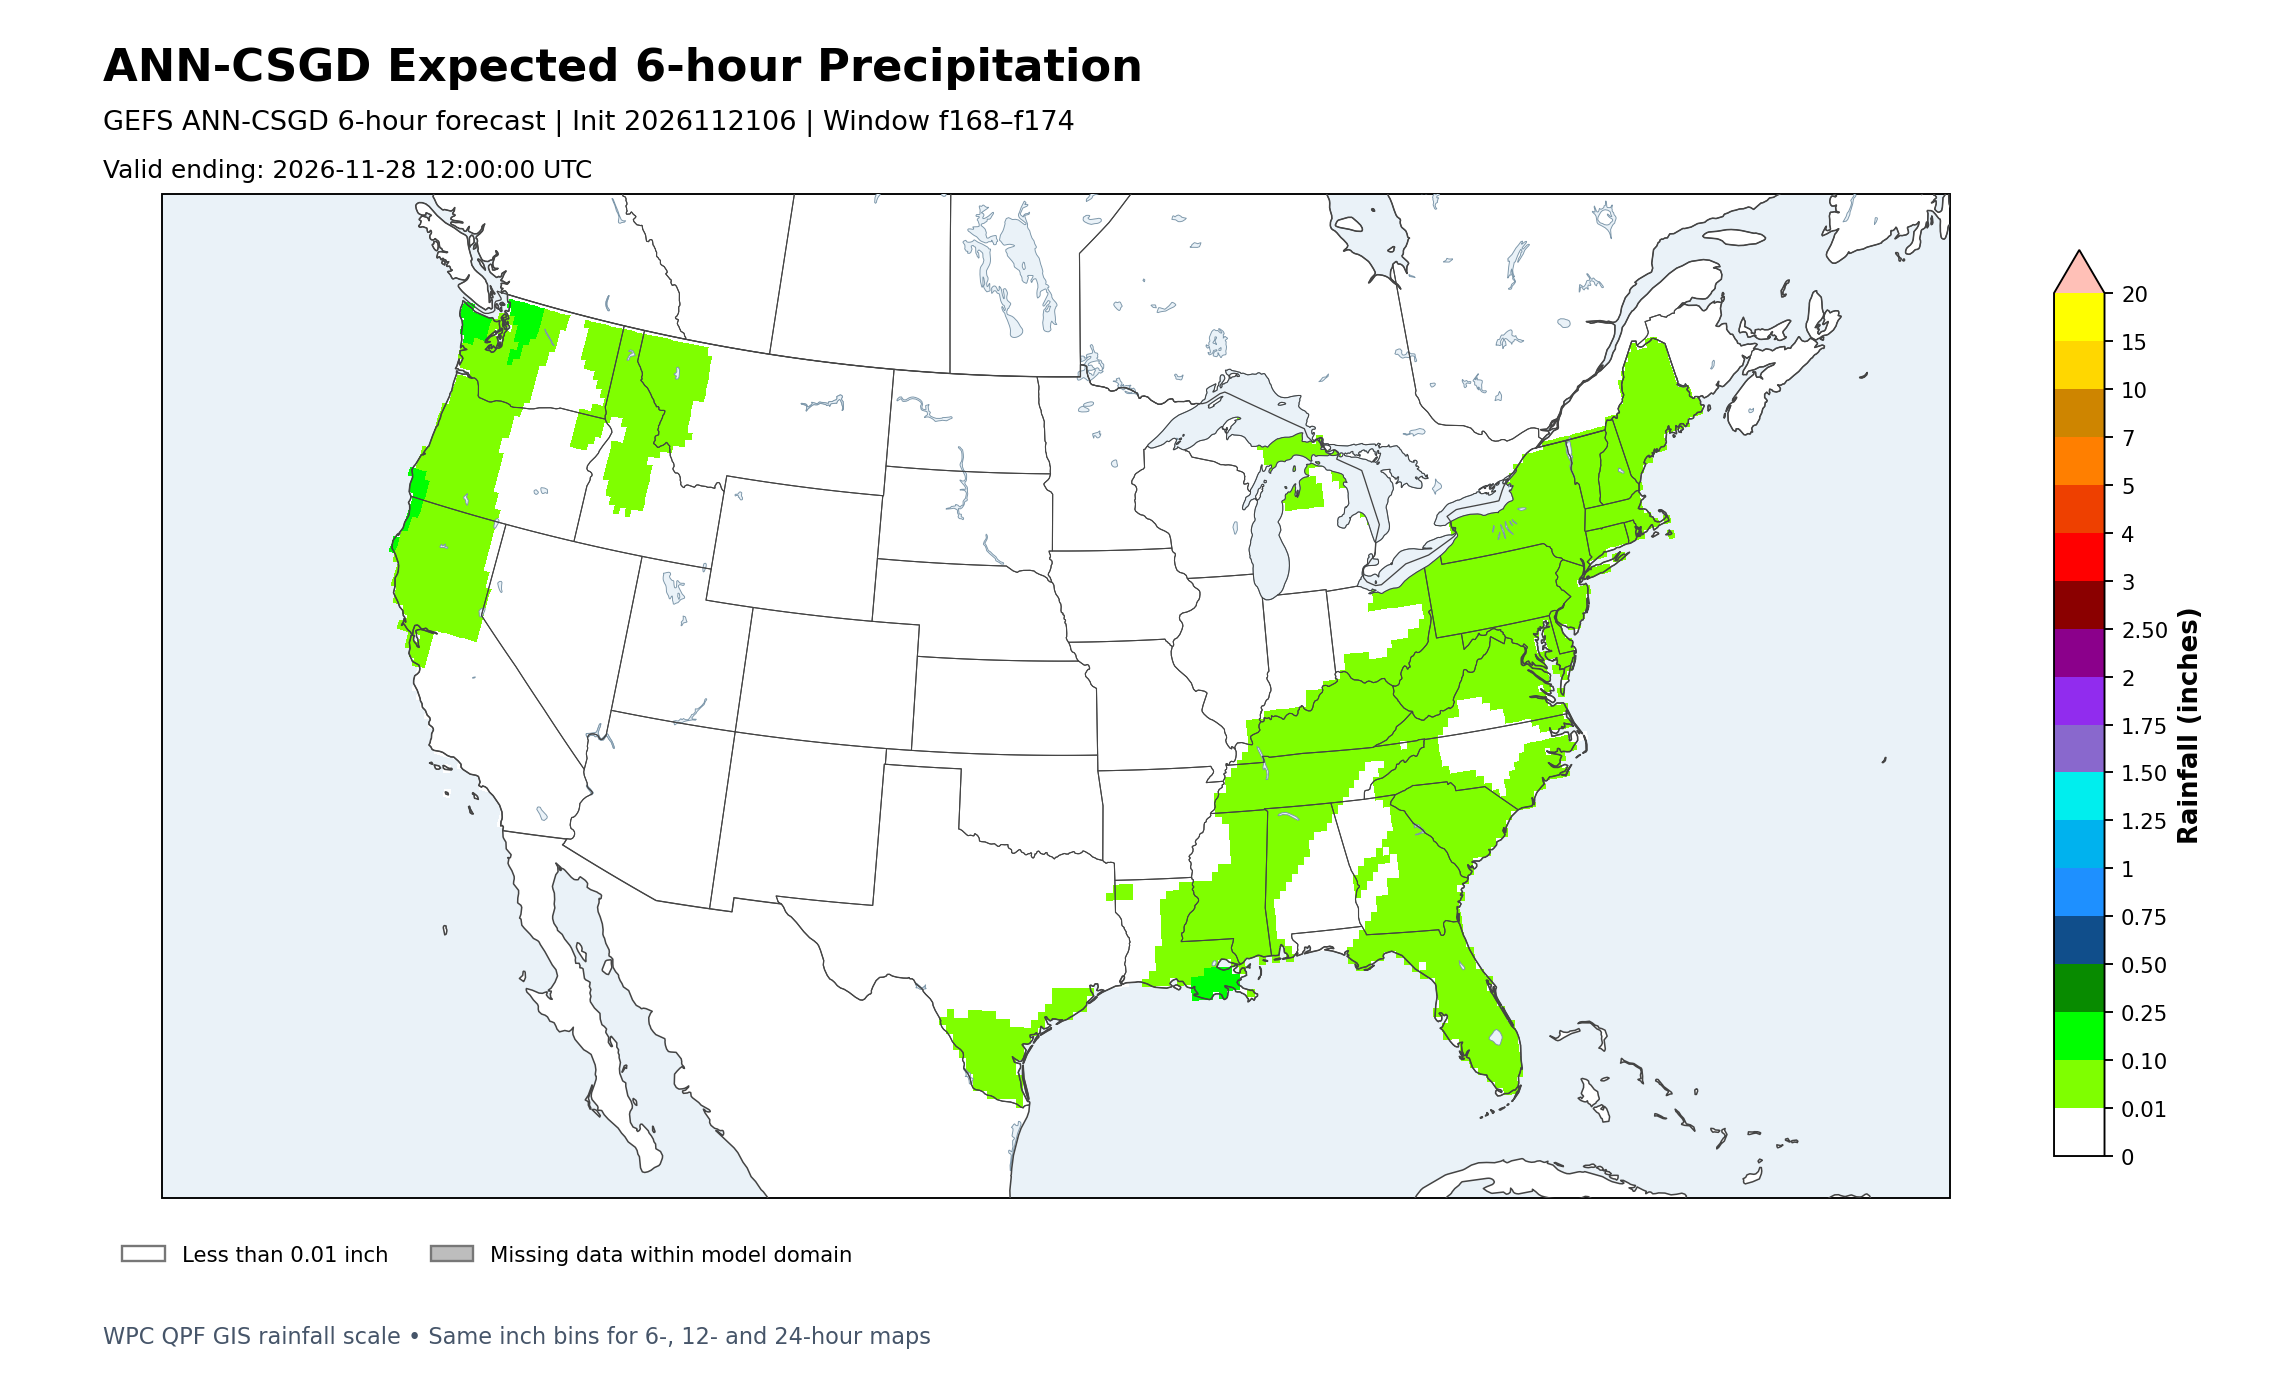 ANN-CSGD Expected 6-hour Precipitation
GEFS ANN-CSGD 6-hour forecast | Init 2026112106 | Window f168–f174
Valid ending: 2026-11-28 12:00:00 UTC
20
15
10
7
5
4
3
2.50
2
1.75
1.50
1.25
1
0.75
0.50
0.25
0.10
0.01
0
Rainfall (inches)
Less than 0.01 inch
Missing data within model domain
WPC QPF GIS rainfall scale • Same inch bins for 6-, 12- and 24-hour maps